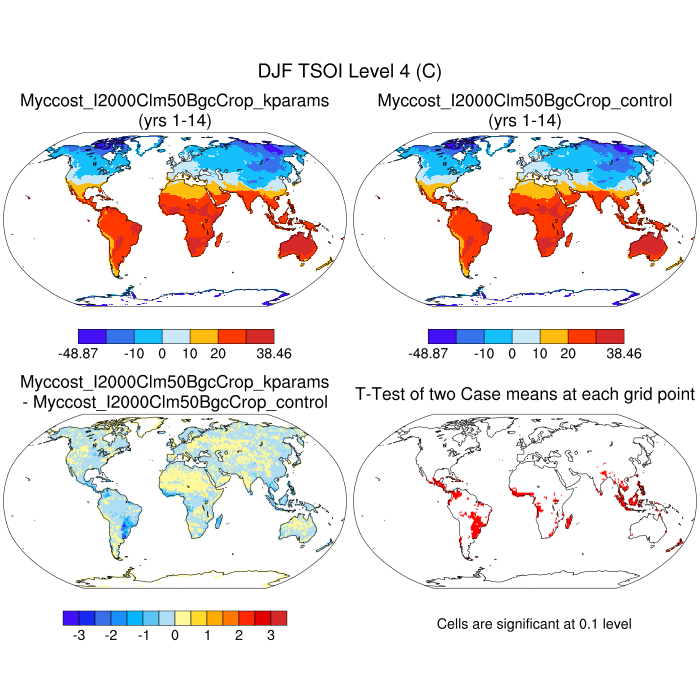 DJF TSOI Level 4 (C)
Myccost_I2000Clm50BgcCrop_kparams
(yrs 1-14)
Myccost_I2000Clm50BgcCrop_control
(yrs 1-14)
-48.87 -10 0 10 20 38.46
-48.87 -10 0 10 20 38.46
Myccost_I2000Clm50BgcCrop_kparams
- Myccost_I2000Clm50BgcCrop_control
T-Test of two Case means at each grid point
-3 -2 -1 0 1 2 3
Cells are significant at 0.1 level